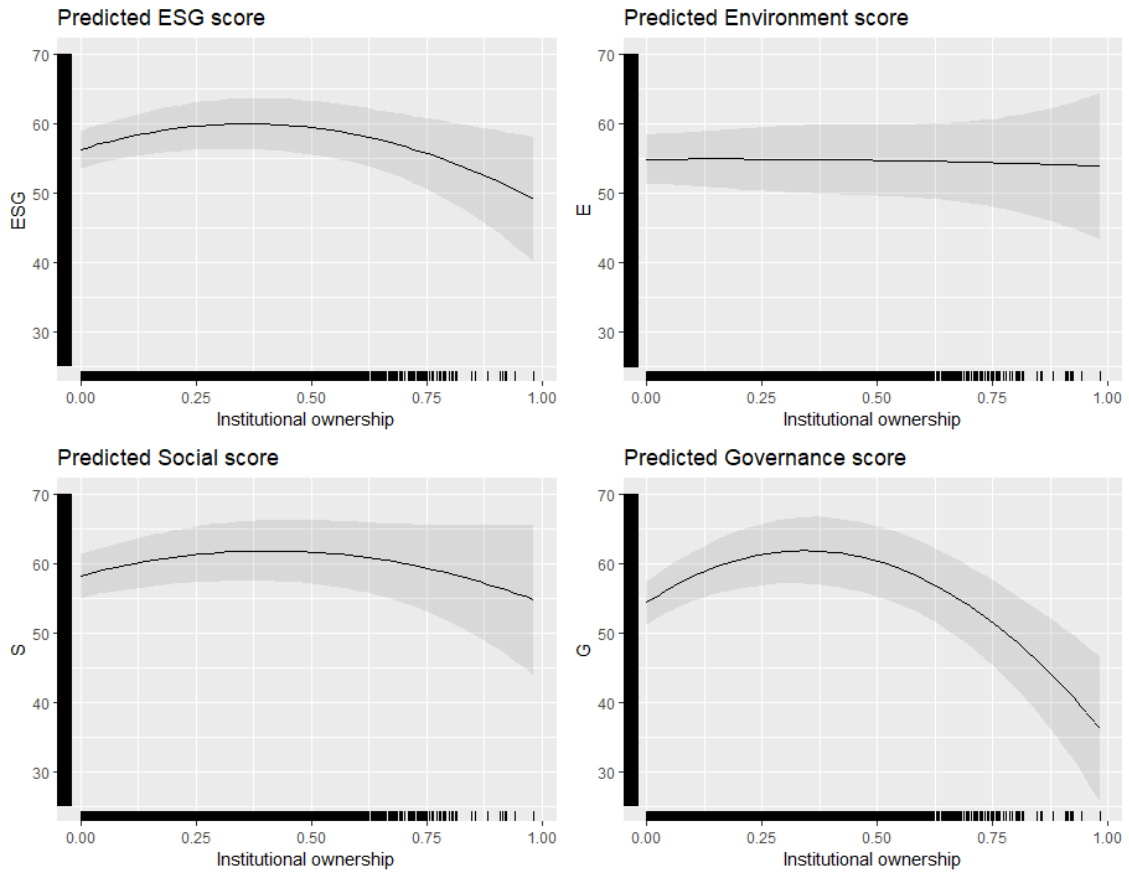 Predicted ESG score
70
60
50
40
30
ESG
0.00 0.25 0.50 0.75 1.00
Institutional ownership
Predicted Environment score
70
60
50
40
30
E
0.00 0.25 0.50 0.75 1.00
Institutional ownership
Predicted Social score
70
60
50
40
30
S
0.00 0.25 0.50 0.75 1.00
Institutional ownership
Predicted Governance score
70
60
50
40
30
G
0.00 0.25 0.50 0.75 1.00
Institutional ownership